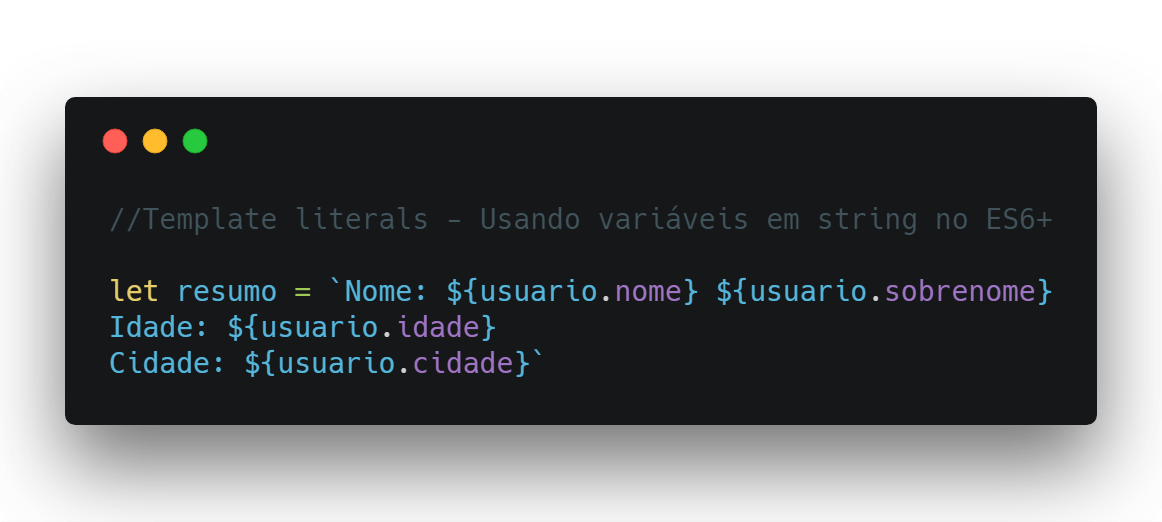 //Template literals - Usando variáveis em string no ES6+
let resumo = `Nome: ${usuario.nome} ${usuario.sobrenome}
Idade: ${usuario.idade}
Cidade: ${usuario.cidade}`